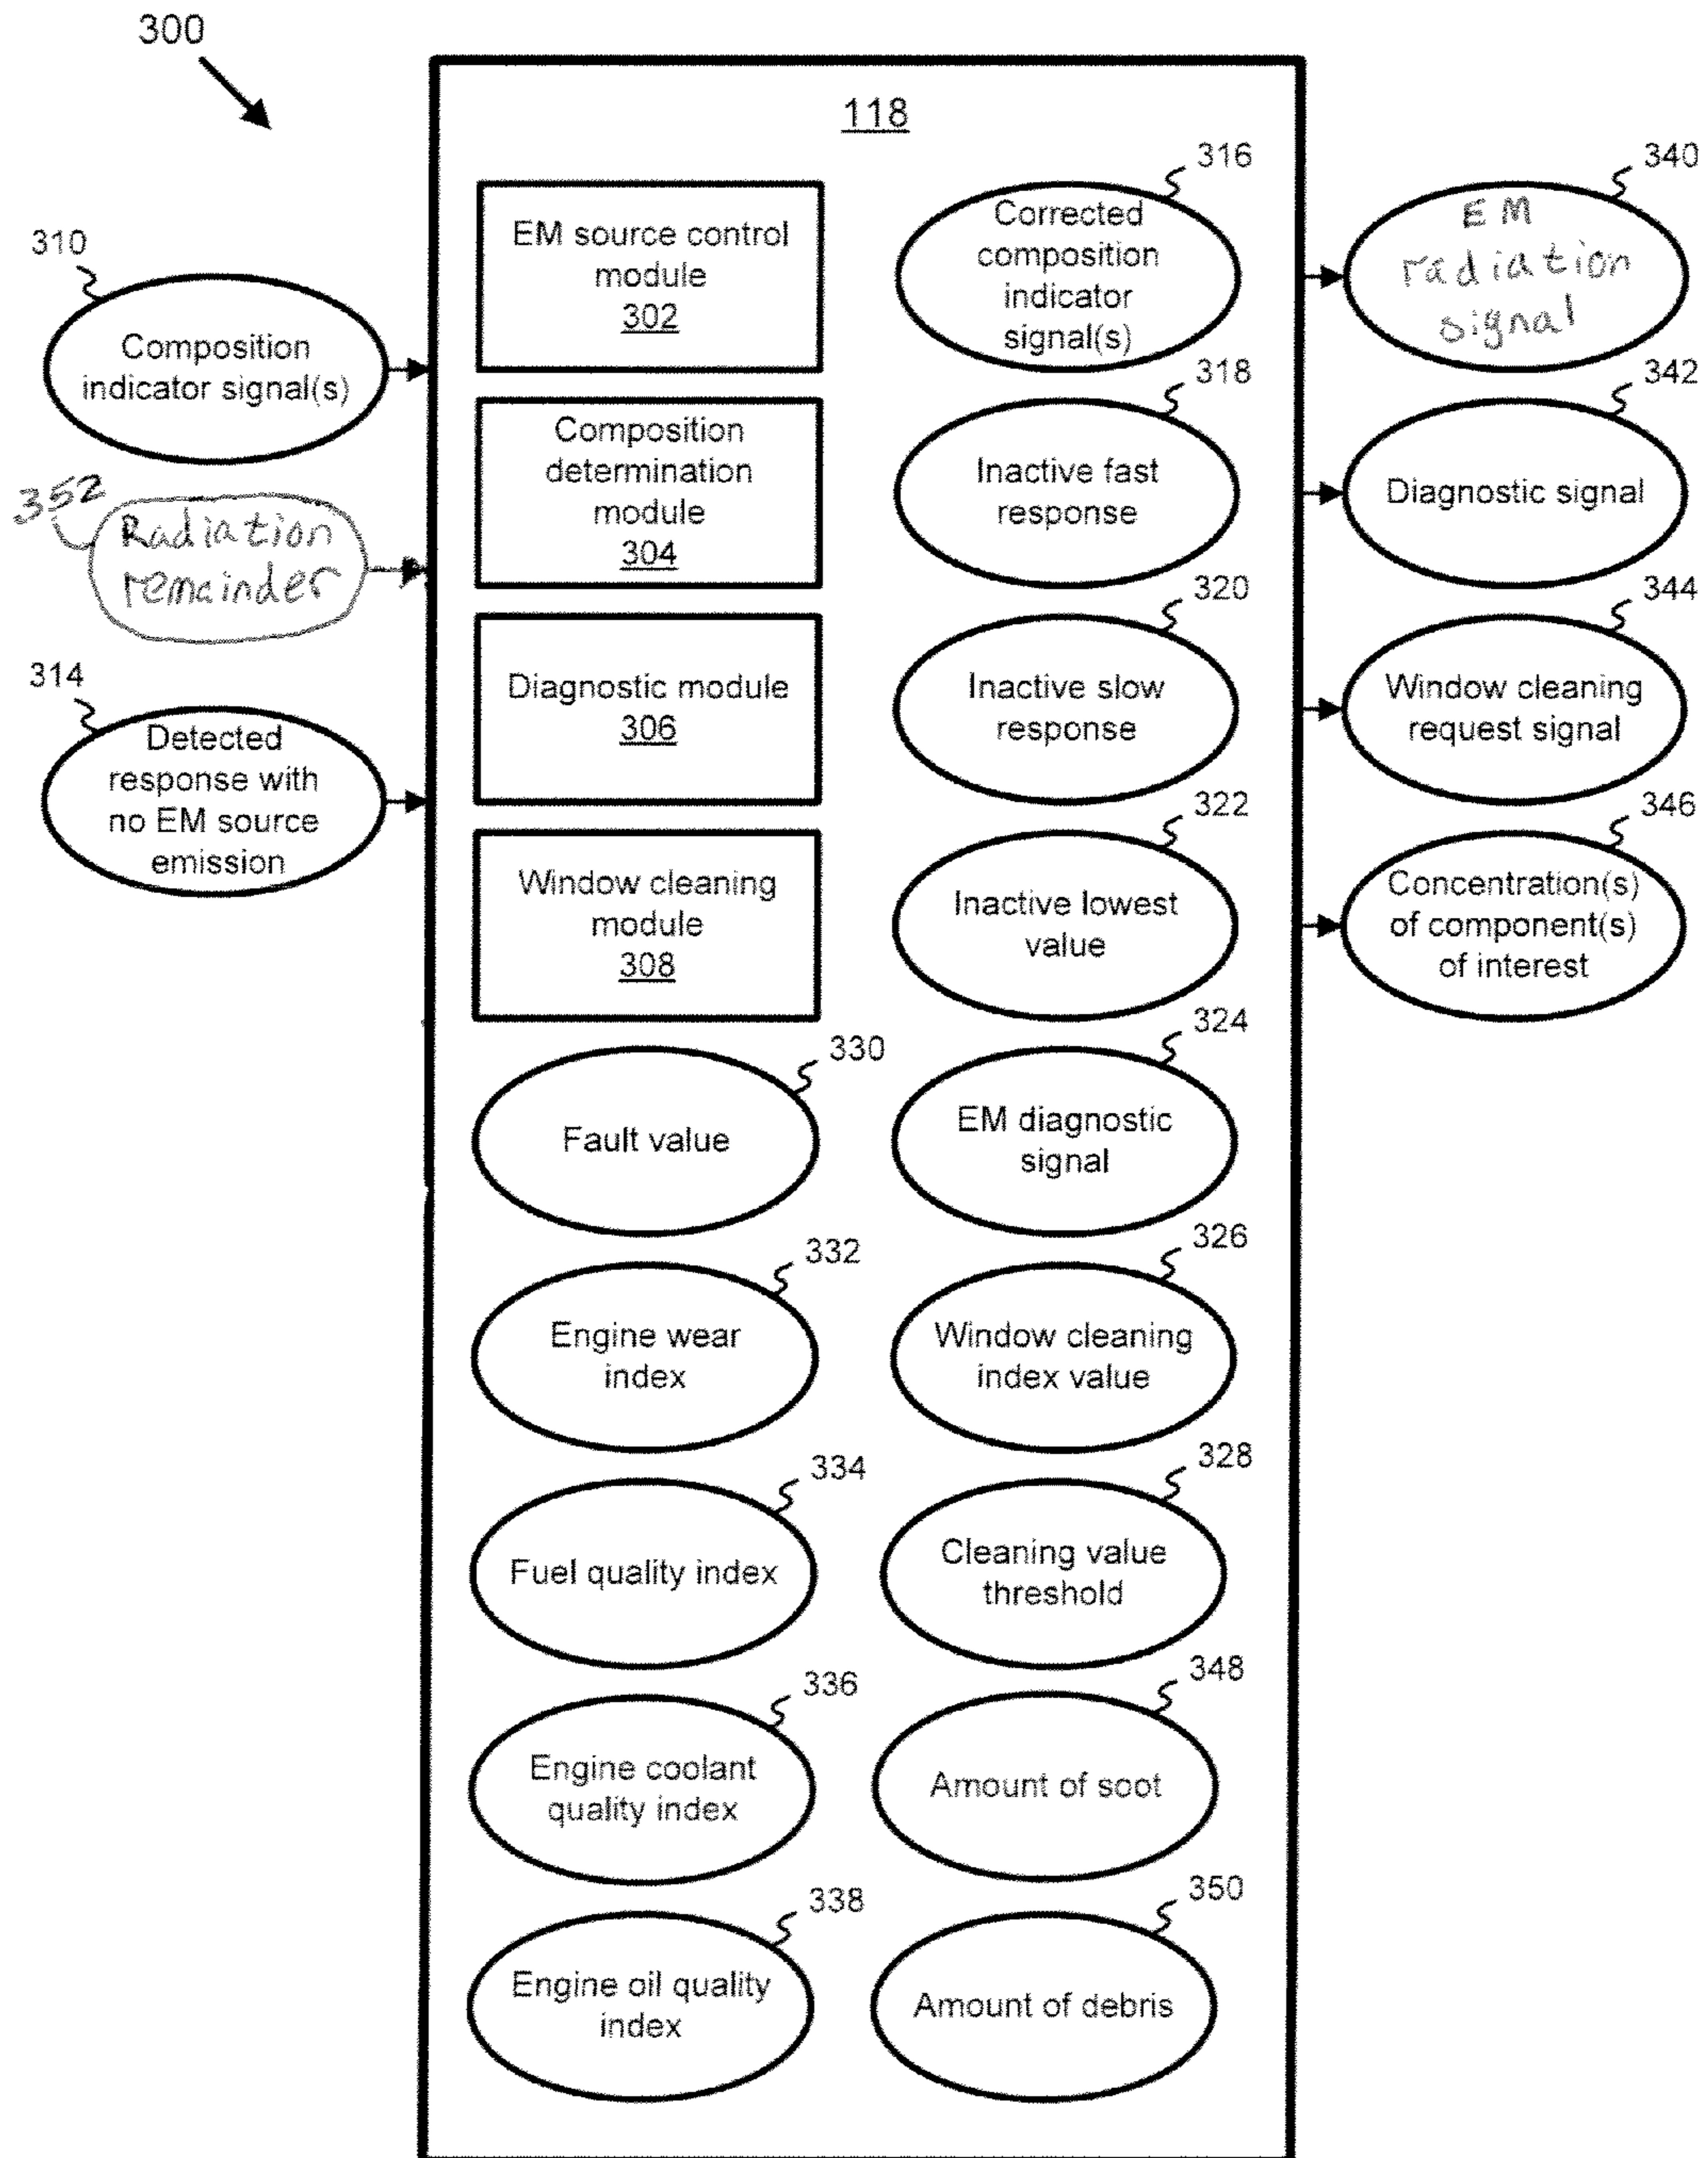 300
118
310
Composition
indicator signal(s)
352
Radiation
remainder
314
Detected
response with
no EM source
emission
EM source control
module
302
Composition
determination
module
304
Diagnostic module
306
Window cleaning
module
308
330
Fault value
332
Engine wear
index
334
Fuel quality index
336
Engine coolant
quality index
338
Engine oil quality
index
316
Corrected
composition
indicator
signal(s)
318
Inactive fast
response
320
Inactive slow
response
322
Inactive lowest
value
324
EM diagnostic
signal
326
Window cleaning
index value
328
Cleaning value
threshold
348
Amount of soot
350
Amount of debris
340
EM
radiation
signal
342
Diagnostic signal
344
Window cleaning
request signal
346
Concentration(s)
of component(s)
of interest